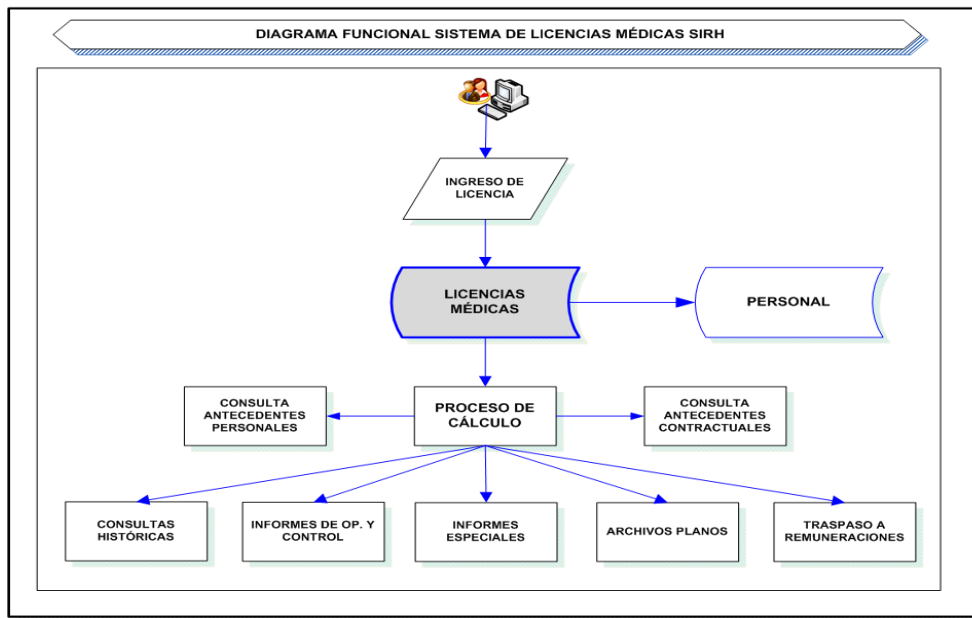 DIAGRAMA FUNCIONAL SISTEMA DE LICENCIAS MÉDICAS SIRH
INGRESO DE
LICENCIA
LICENCIAS
MÉDICAS
PERSONAL
CONSULTA
ANTECEDENTES
PERSONALES
PROCESO DE
CÁLCULO
CONSULTA
ANTECEDENTES
CONTRACTUALES
CONSULTAS
HISTÓRICAS
INFORMES DE OP. Y
CONTROL
INFORMES
ESPECIALES
ARCHIVOS PLANOS
TRASPASO A
REMUNERACIONES